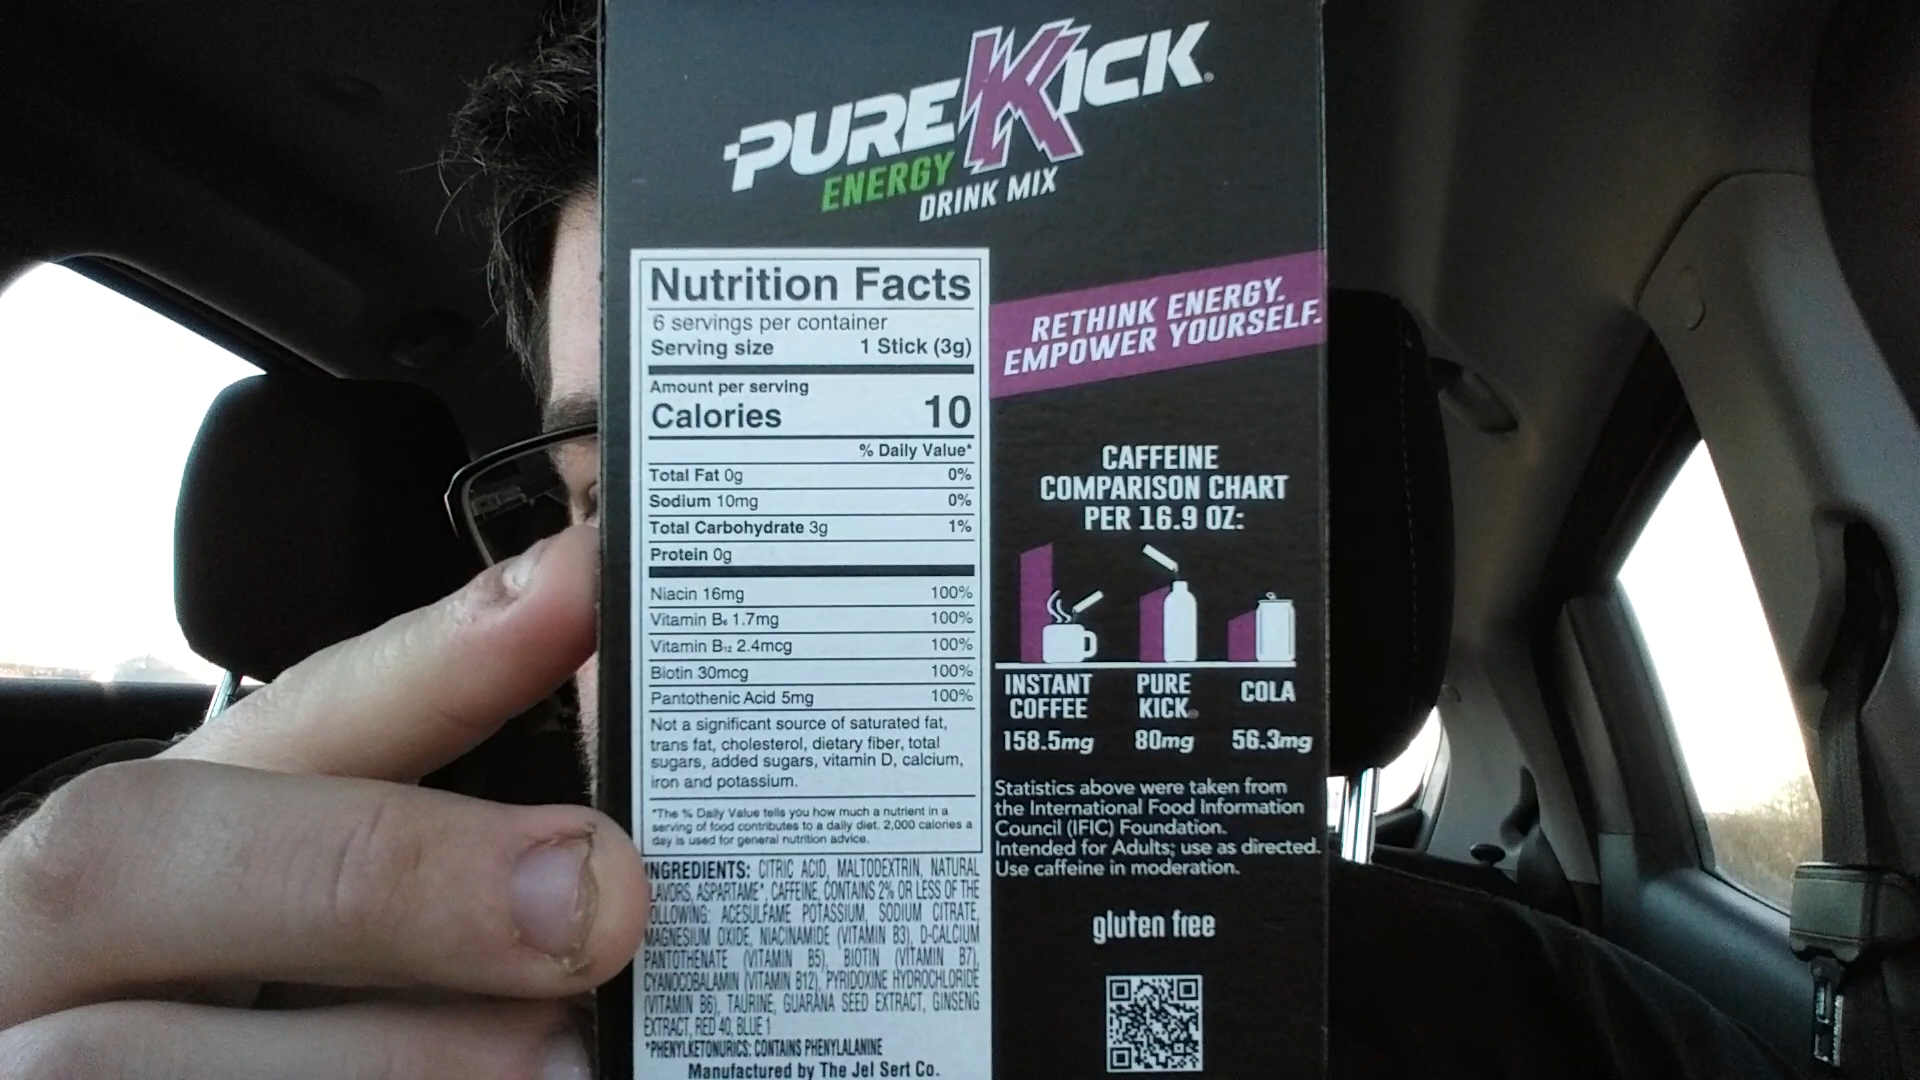 PUREKICK
ENERGY
DRINK MIX
Nutrition Facts
6 servings per container
Serving size 1 Stick (3g)
Amount per serving
Calories 10
% Daily Value*
Total Fat 0g 0%
Sodium 10mg 0%
Total Carbohydrate 3g 1%
Protein 0g
Niacin 16mg 100%
Vitamin B₆ 1.7mg 100%
Vitamin B₁₂ 2.4mcg 100%
Biotin 30mcg 100%
Pantothenic Acid 5mg 100%
Not a significant source of saturated fat,
trans fat, cholesterol, dietary fiber, total
sugars, added sugars, vitamin D, calcium,
iron and potassium.
*The % Daily Value tells you how much a nutrient in a
serving of food contributes to a daily diet. 2,000 calories a
day is used for general nutrition advice.
INGREDIENTS: CITRIC ACID, MALTODEXTRIN, NATURAL
LAVORS, ASPARTAME*, CAFFEINE, CONTAINS 2% OR LESS OF THE
OLLOWING: ACESULFAME POTASSIUM, SODIUM CITRATE,
MAGNESIUM OXIDE, NIACINAMIDE (VITAMIN B3), D-CALCIUM
PANTOTHENATE (VITAMIN B5), BIOTIN (VITAMIN B7),
CYANOCOBALAMIN (VITAMIN B12), PYRIDOXINE HYDROCHLORIDE
(VITAMIN B6), TAURINE, GUARANA SEED EXTRACT, GINSENG
EXTRACT, RED 40, BLUE 1
*PHENYLKETONURICS: CONTAINS PHENYLALANINE
Manufactured by The Jel Sert Co.
RETHINK ENERGY.
EMPOWER YOURSELF.
CAFFEINE
COMPARISON CHART
PER 16.9 OZ:
INSTANT COFFEE
158.5mg
PURE KICK®
80mg
COLA
56.3mg
Statistics above were taken from
the International Food Information
Council (IFIC) Foundation.
Intended for Adults; use as directed.
Use caffeine in moderation.
gluten free